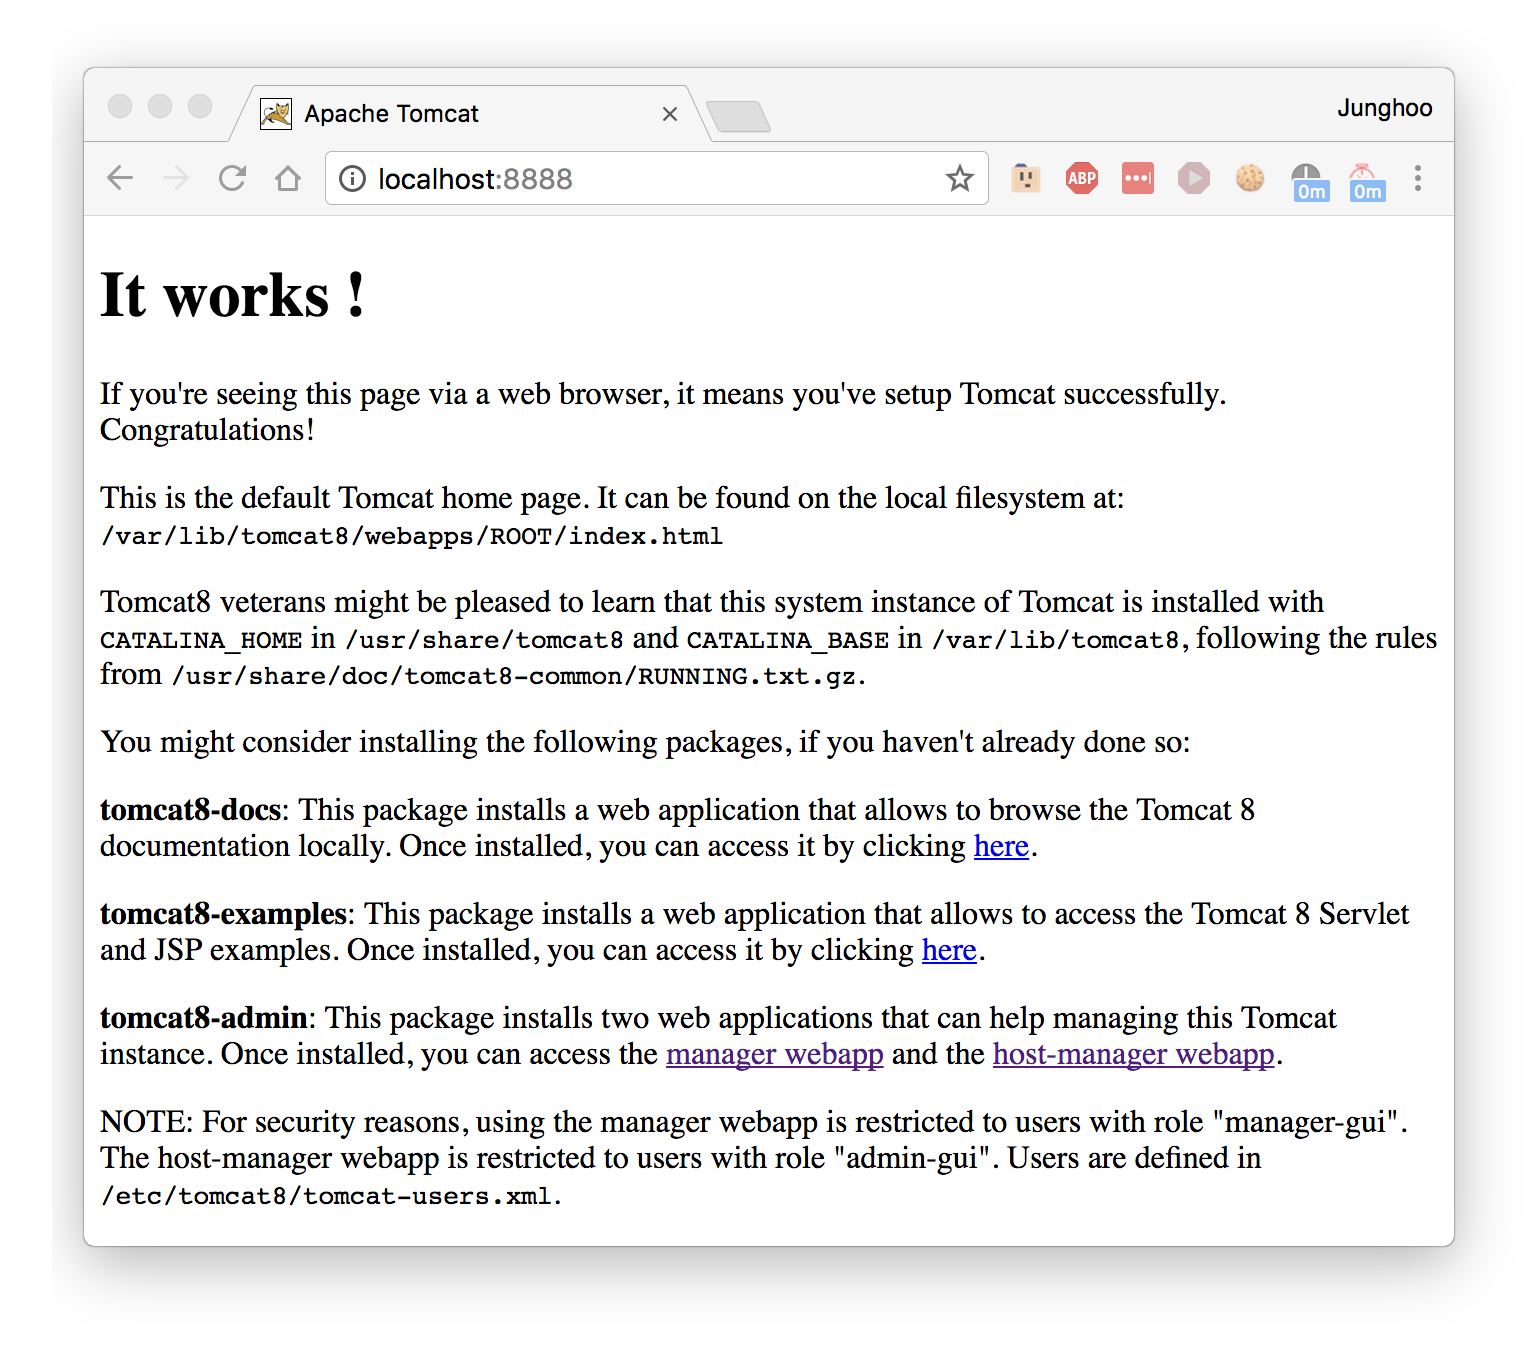 Apache Tomcat
Junghoo
localhost:8888
ABP
0m
0m
It works !
If you're seeing this page via a web browser, it means you've setup Tomcat successfully.
Congratulations!
This is the default Tomcat home page. It can be found on the local filesystem at:
/var/lib/tomcat8/webapps/ROOT/index.html
Tomcat8 veterans might be pleased to learn that this system instance of Tomcat is installed with
CATALINA_HOME in /usr/share/tomcat8 and CATALINA_BASE in /var/lib/tomcat8, following the rules
from /usr/share/doc/tomcat8-common/RUNNING.txt.gz.
You might consider installing the following packages, if you haven't already done so:
tomcat8-docs: This package installs a web application that allows to browse the Tomcat 8
documentation locally. Once installed, you can access it by clicking here.
tomcat8-examples: This package installs a web application that allows to access the Tomcat 8 Servlet
and JSP examples. Once installed, you can access it by clicking here.
tomcat8-admin: This package installs two web applications that can help managing this Tomcat
instance. Once installed, you can access the manager webapp and the host-manager webapp.
NOTE: For security reasons, using the manager webapp is restricted to users with role "manager-gui".
The host-manager webapp is restricted to users with role "admin-gui". Users are defined in
/etc/tomcat8/tomcat-users.xml.